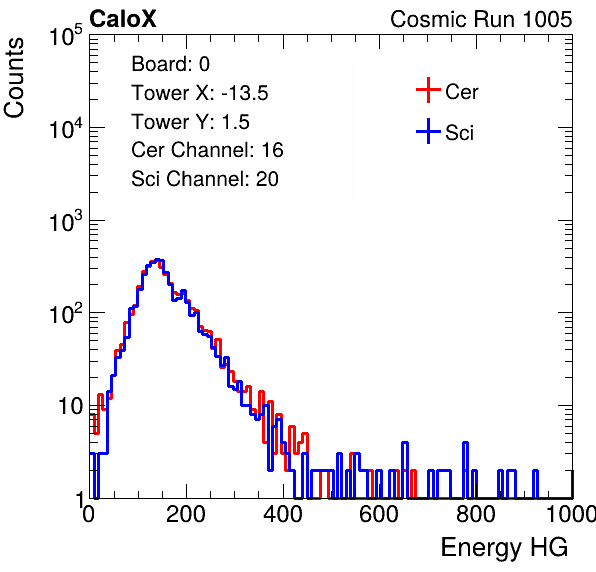 CaloX Cosmic Run 1005
Counts
10^5
10^4
10^3
10^2
10
1
Board: 0
Tower X: -13.5
Tower Y: 1.5
Cer Channel: 16
Sci Channel: 20
Cer
Sci
0 200 400 600 800 1000
Energy HG